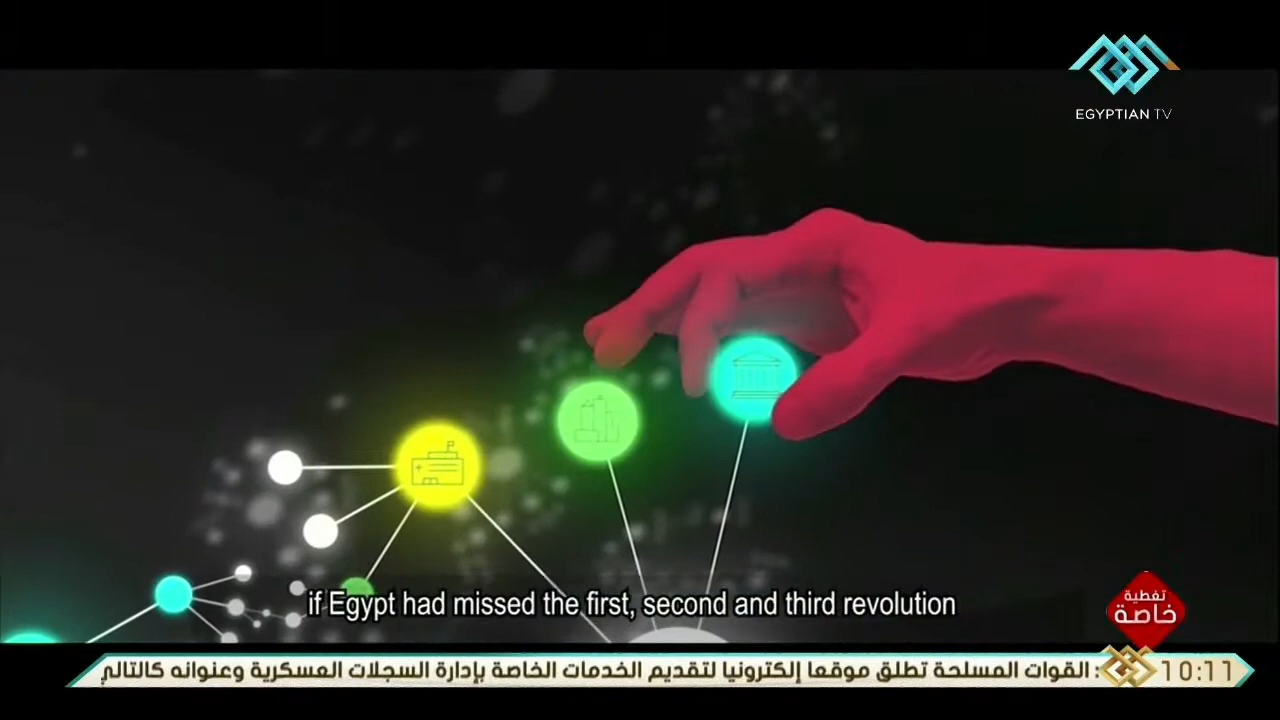 EGYPTIAN TV
if Egypt had missed the first, second and third revolution
تغطية
خاصة
: القوات المسلحة تطلق موقعا إلكترونيا لتقديم الخدمات الخاصة بإدارة السجلات العسكرية وعنوانه كالتالي
10:11